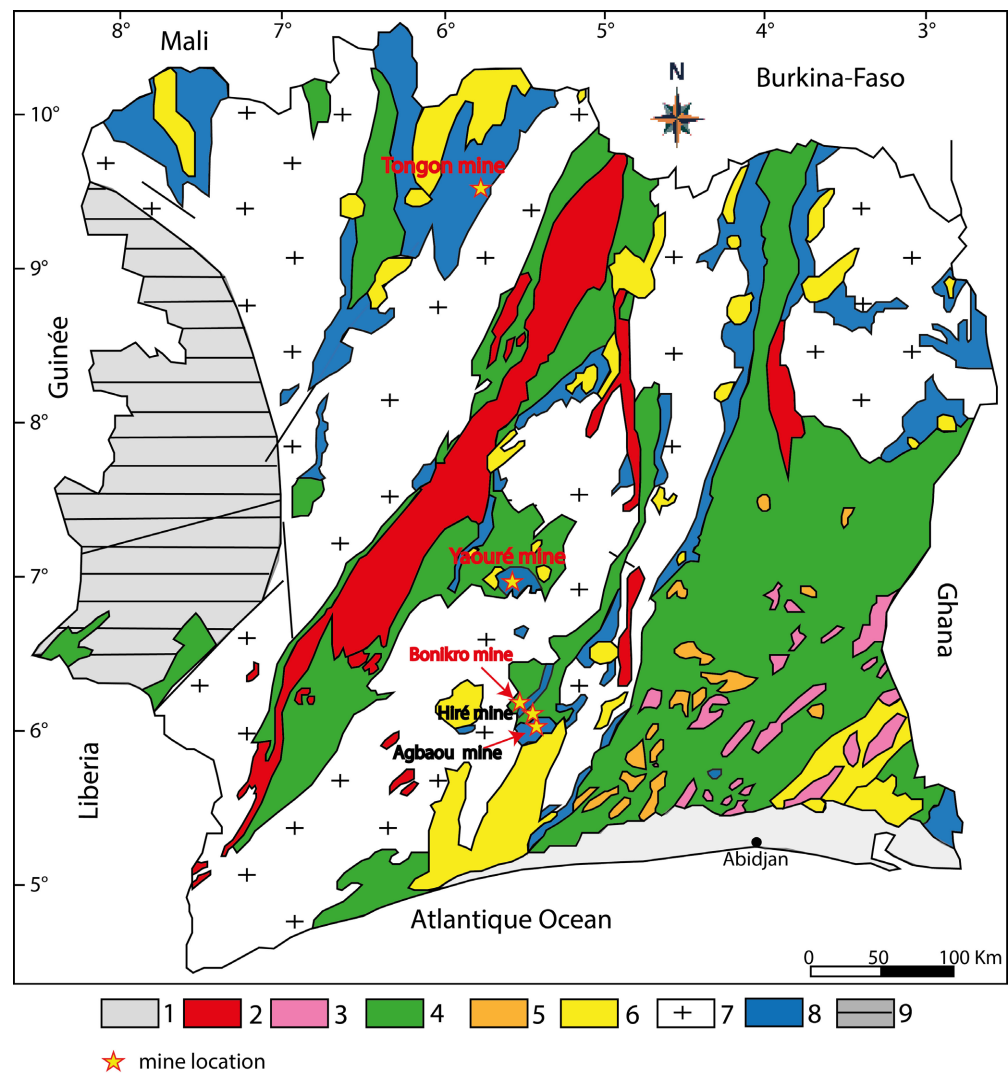 8° 7° 6° 5° 4° 3°
Mali
N
Burkina-Faso
10°
Tongon mine
9°
Guinée
8°
Yaouré mine
7°
Ghana
Bonikro mine
Hiré mine
6°
Agbaou mine
Liberia
Abidjan
5°
Atlantique Ocean
0 50 100 Km
1 2 3 4 5 6 7 8 9
mine location